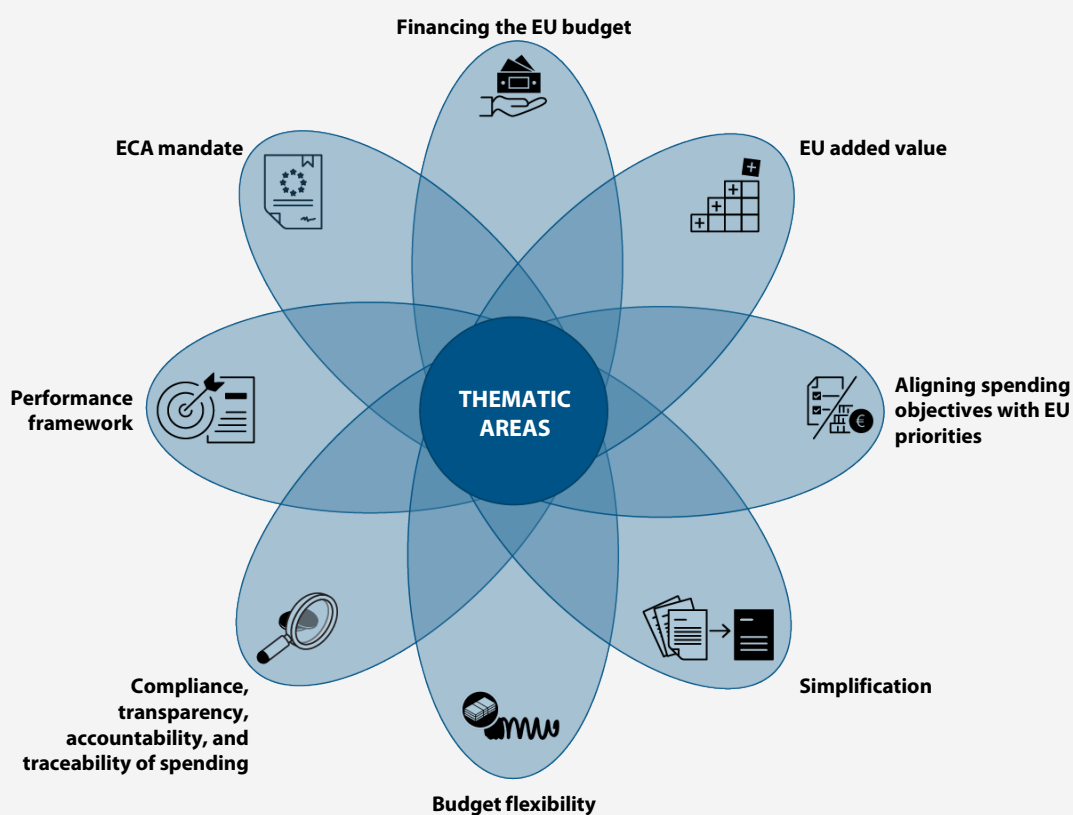 Financing the EU budget
ECA mandate
EU added value
Performance
framework
THEMATIC
AREAS
Aligning spending
objectives with EU
priorities
€
Compliance,
transparency,
accountability, and
traceability of spending
Simplification
Budget flexibility